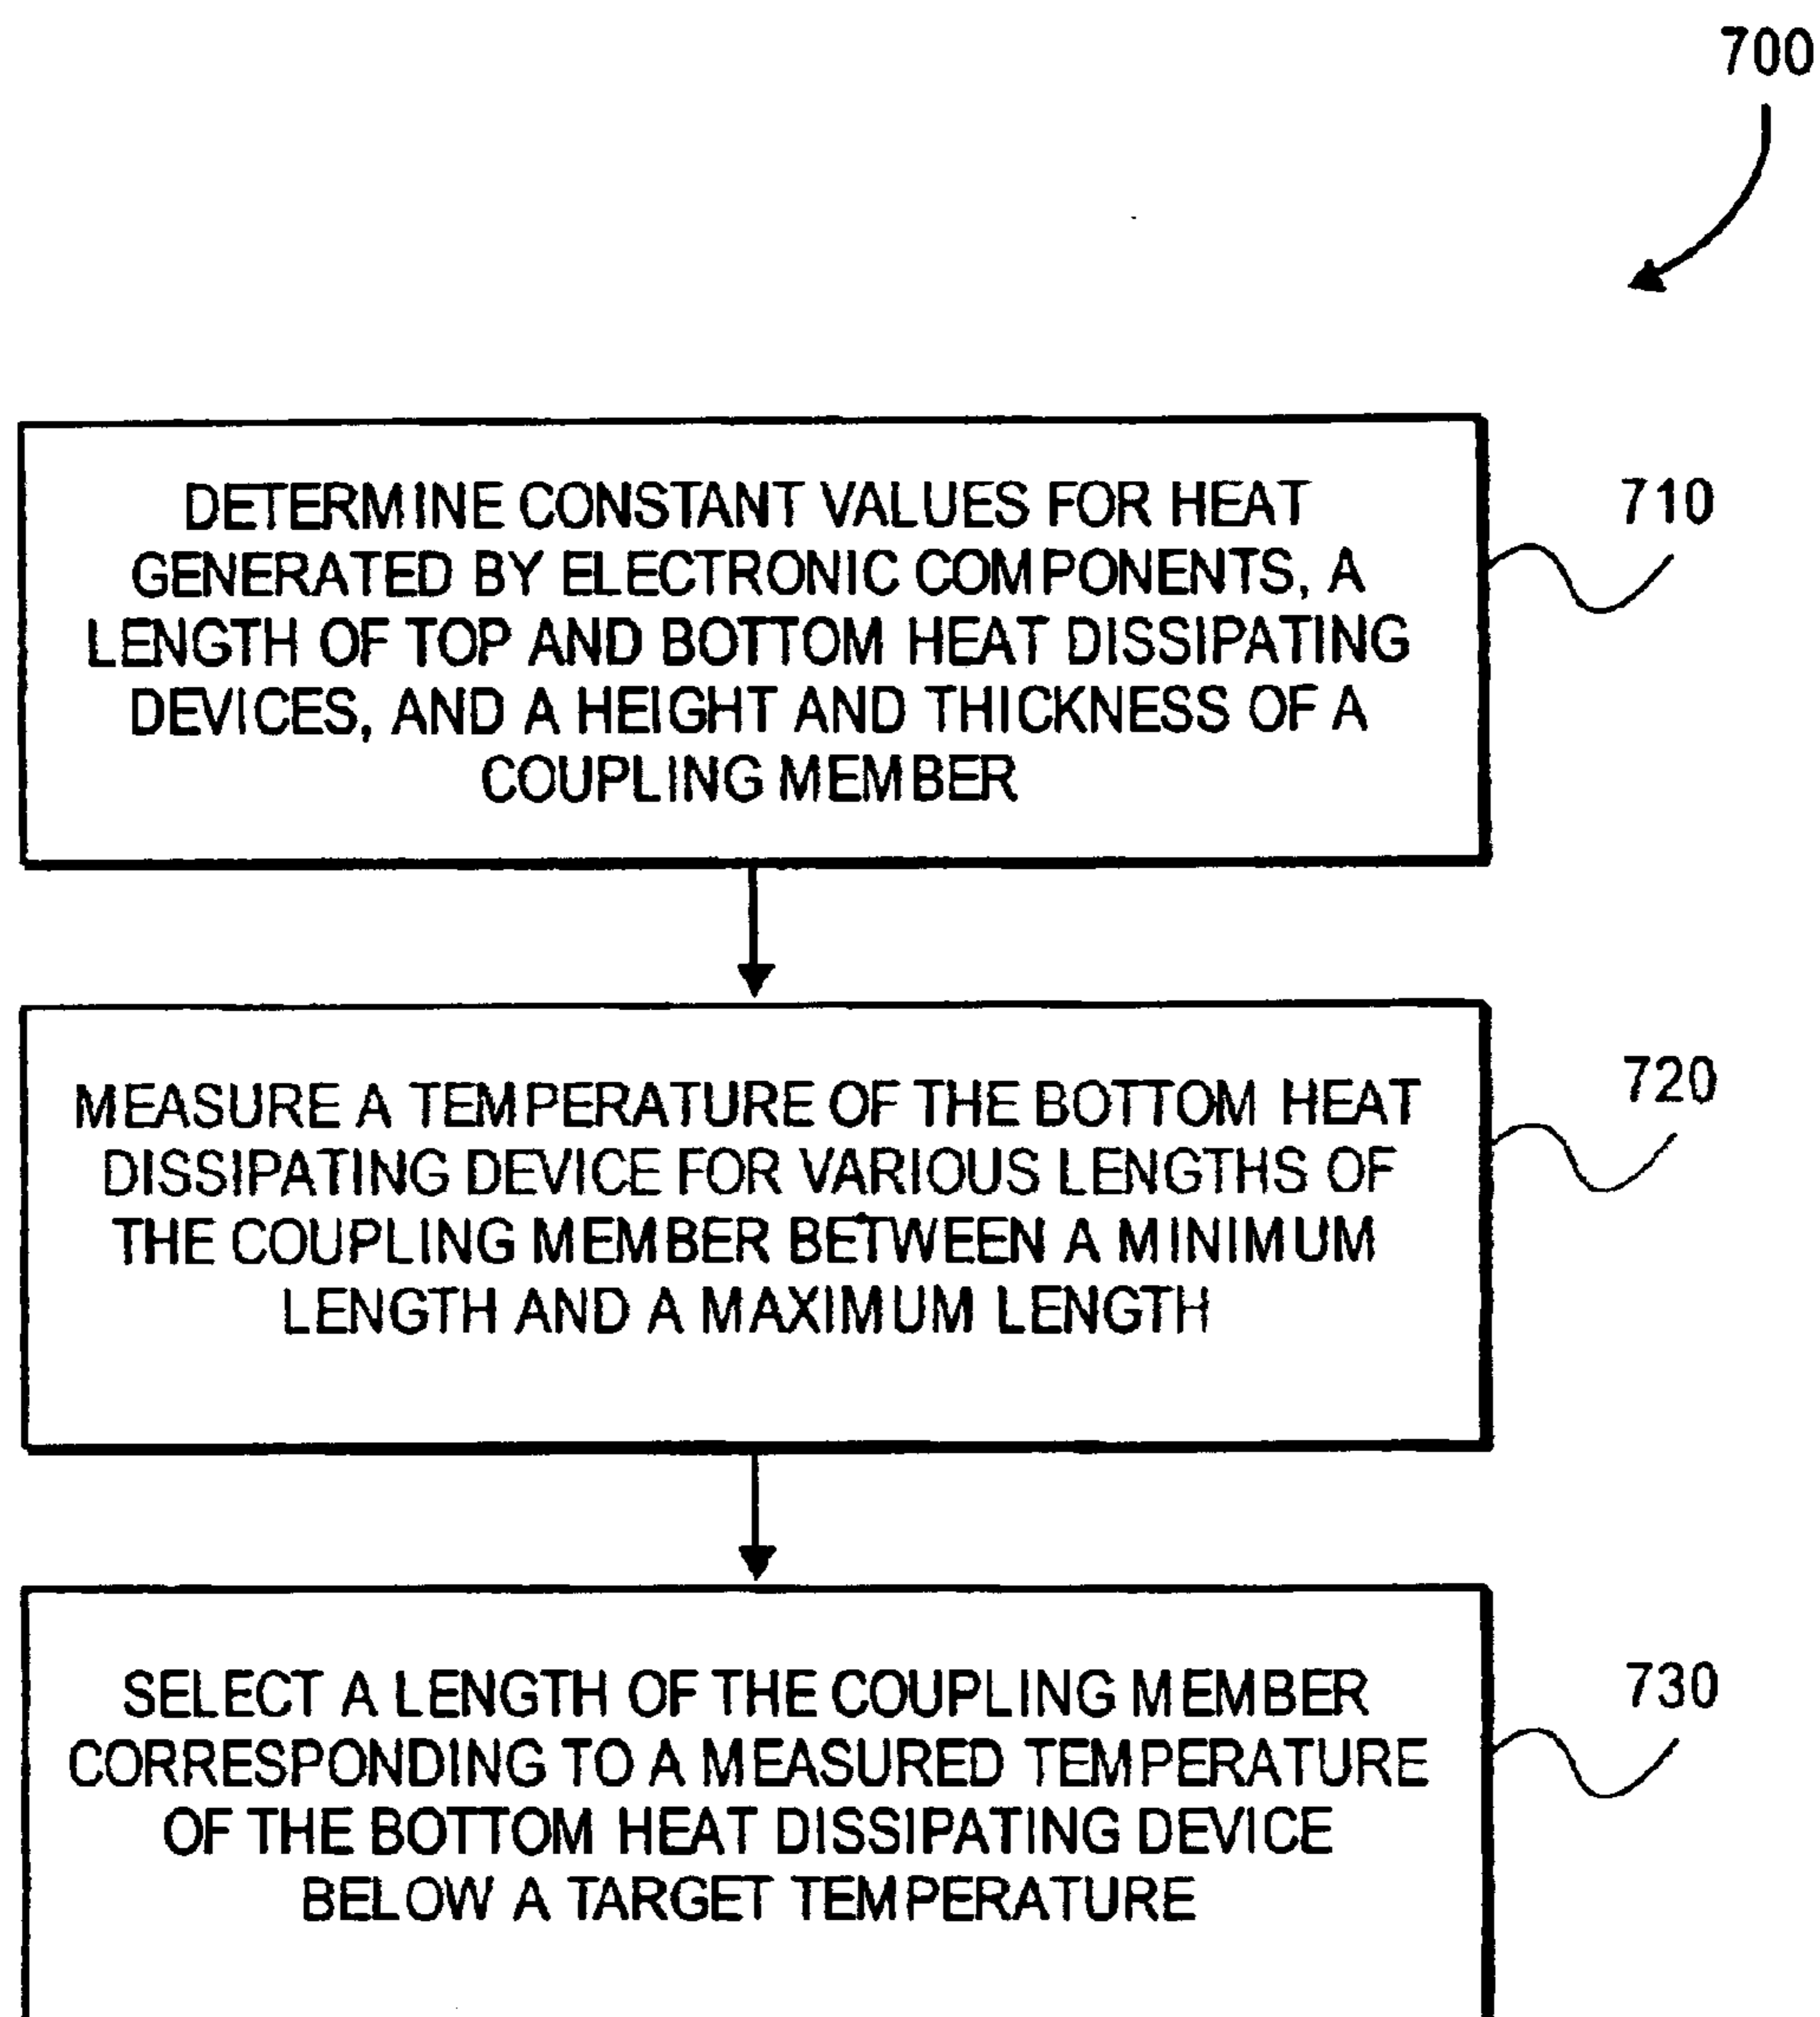 700
DETERMINE CONSTANT VALUES FOR HEAT
GENERATED BY ELECTRONIC COMPONENTS, A
LENGTH OF TOP AND BOTTOM HEAT DISSIPATING
DEVICES, AND A HEIGHT AND THICKNESS OF A
COUPLING MEMBER
710
MEASURE A TEMPERATURE OF THE BOTTOM HEAT
DISSIPATING DEVICE FOR VARIOUS LENGTHS OF
THE COUPLING MEMBER BETWEEN A MINIMUM
LENGTH AND A MAXIMUM LENGTH
720
SELECT A LENGTH OF THE COUPLING MEMBER
CORRESPONDING TO A MEASURED TEMPERATURE
OF THE BOTTOM HEAT DISSIPATING DEVICE
BELOW A TARGET TEMPERATURE
730